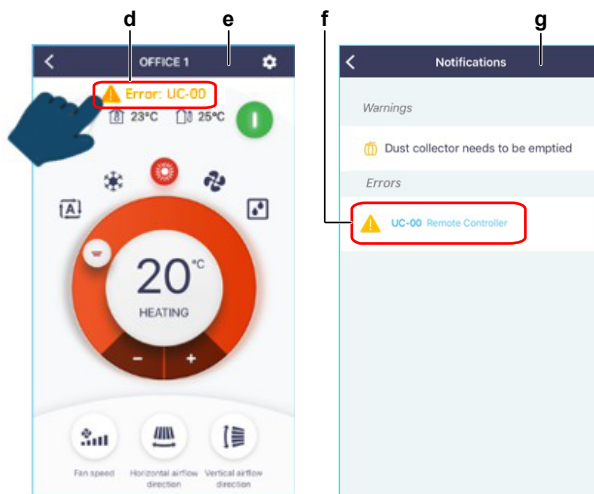 d
e
f
g
OFFICE 1
Error: UC-00
23°C
25°C
A
20°C
HEATING
- +
Fan speed
Horizontal airflow direction
Vertical airflow direction
Notifications
Warnings
Dust collector needs to be emptied
Errors
UC-00 Remote Controller